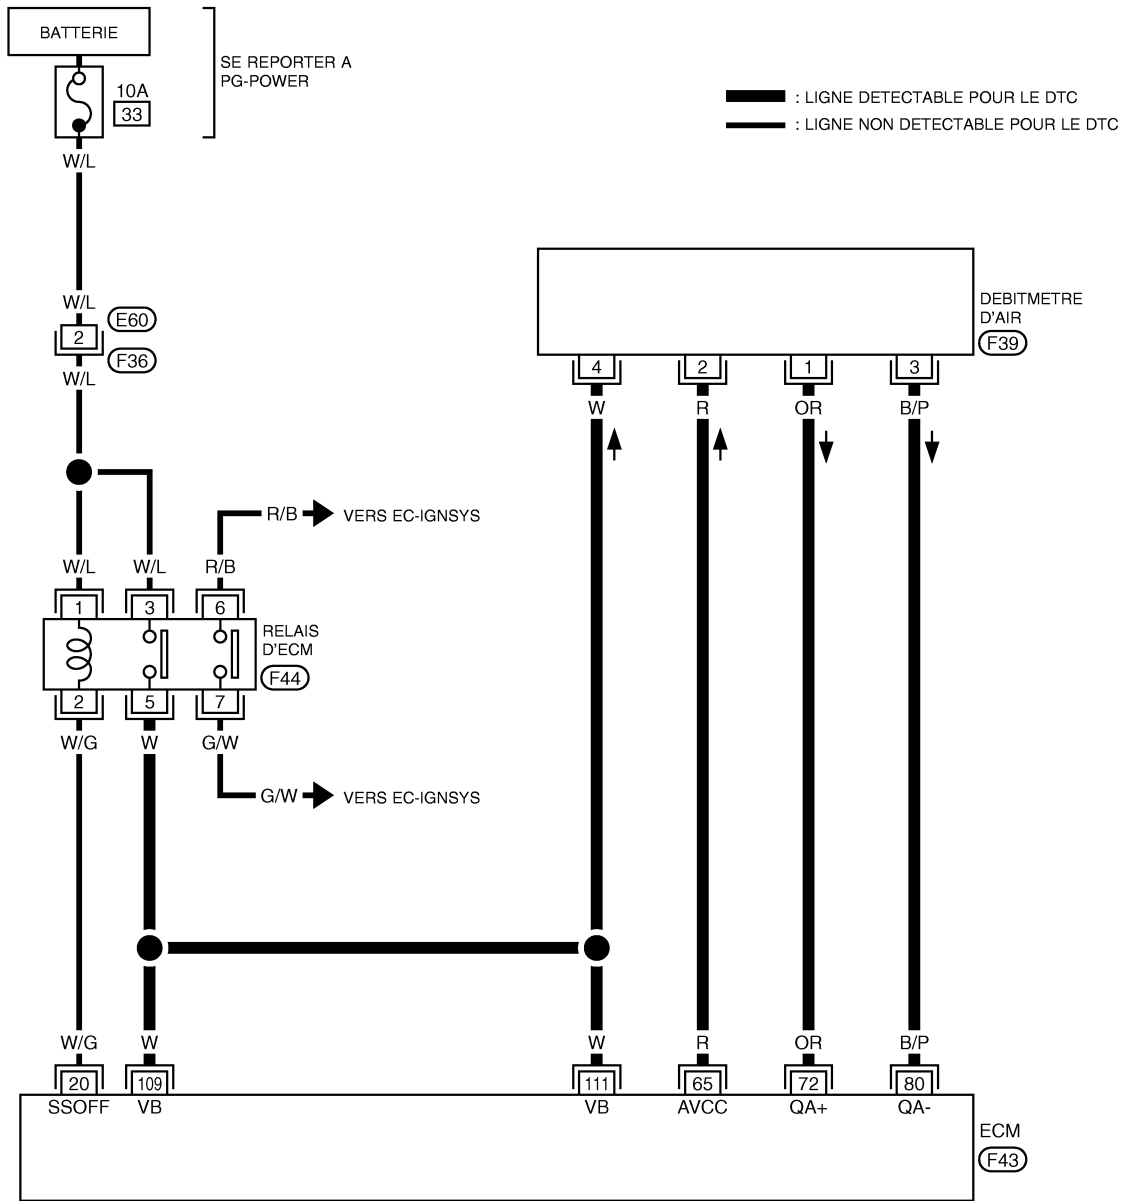 BATTERIE
10A
33
SE REPORTER A
PG-POWER
: LIGNE DETECTABLE POUR LE DTC
: LIGNE NON DETECTABLE POUR LE DTC
W/L
W/L
E60
2
F36
W/L
DEBITMETRE
D'AIR
F39
4 2 1 3
W R OR B/P
R/B
VERS EC-IGNSYS
W/L W/L R/B
1 3 6
RELAIS
D'ECM
F44
2 5 7
W/G W G/W
G/W
VERS EC-IGNSYS
W/G W W R OR B/P
20 109 111 65 72 80
SSOFF VB VB AVCC QA+ QA-
ECM
F43